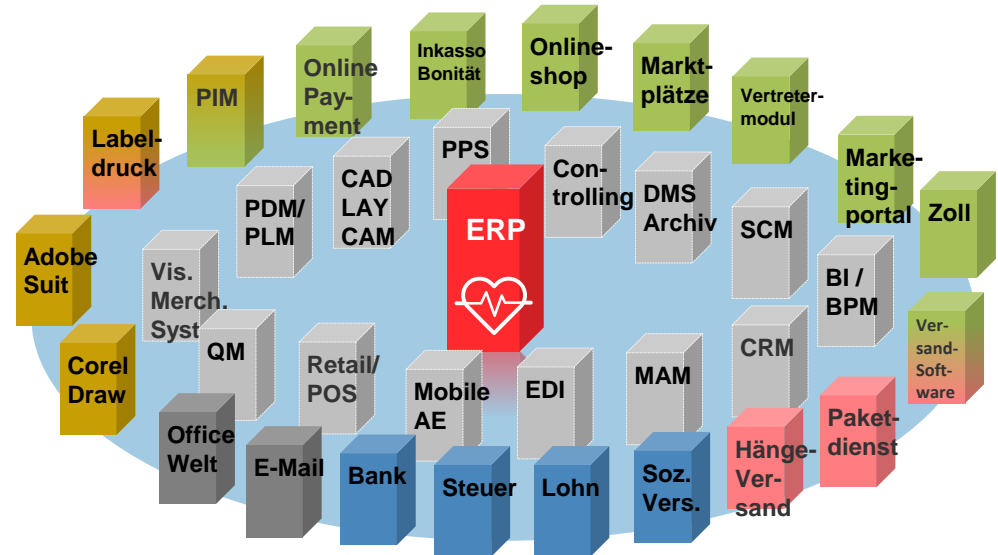 Online
Pay-
ment
Inkasso
Bonität
Online-
shop
Markt-
plätze
Vertreter-
modul
Marke-
tingportal
Zoll
PIM
Label-
druck
Adobe
Suit
Corel
Draw
Vis.
Merch.
Syst
PDM/
PLM
CAD
LAY
CAM
PPS
Con-
trolling
DMS
Archiv
SCM
BI /
BPM
ERP
QM
Retail/
POS
Mobile
AE
EDI
MAM
CRM
Ver-
sand-
Soft-
ware
Office
Welt
E-Mail
Bank
Steuer
Lohn
Soz.
Vers.
Hänge-
Ver-
sand
Paket-
dienst